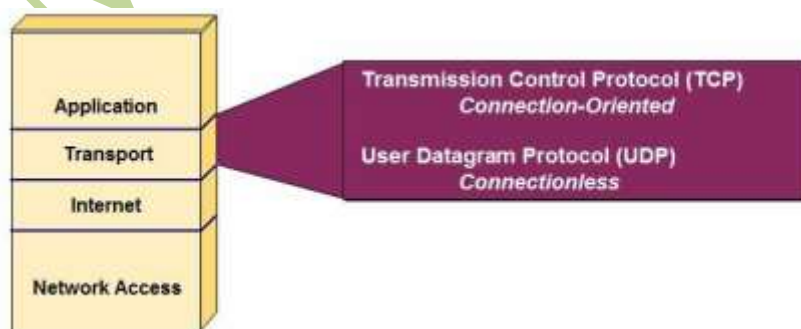 Application
Transport
Internet
Network Access
Transmission Control Protocol (TCP)
Connection-Oriented
User Datagram Protocol (UDP)
Connectionless